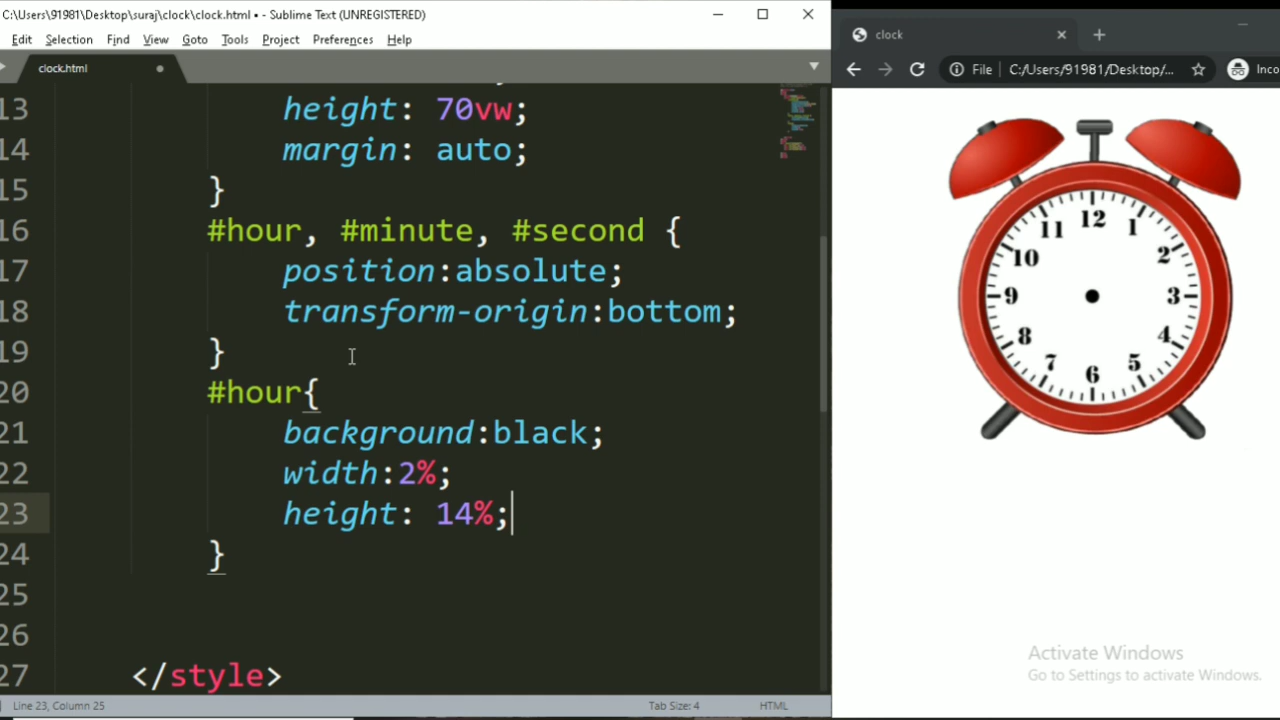 C:\Users\91981\Desktop\suraj\clock\clock.html • - Sublime Text (UNREGISTERED)
Edit Selection Find View Goto Tools Project Preferences Help
clock.html
13 height: 70vw;
14 margin: auto;
15 }
16 #hour, #minute, #second {
17 position:absolute;
18 transform-origin:bottom;
19 }
20 #hour{
21 background:black;
22 width:2%;
23 height: 14%;
24 }
25
26
27 </style>
Line 23, Column 25 Tab Size: 4 HTML
clock
File C:/Users/91981/Desktop/... Inco
12
11 1
10 2
9 3
8 4
7 5
6
Activate Windows
Go to Settings to activate Windows.